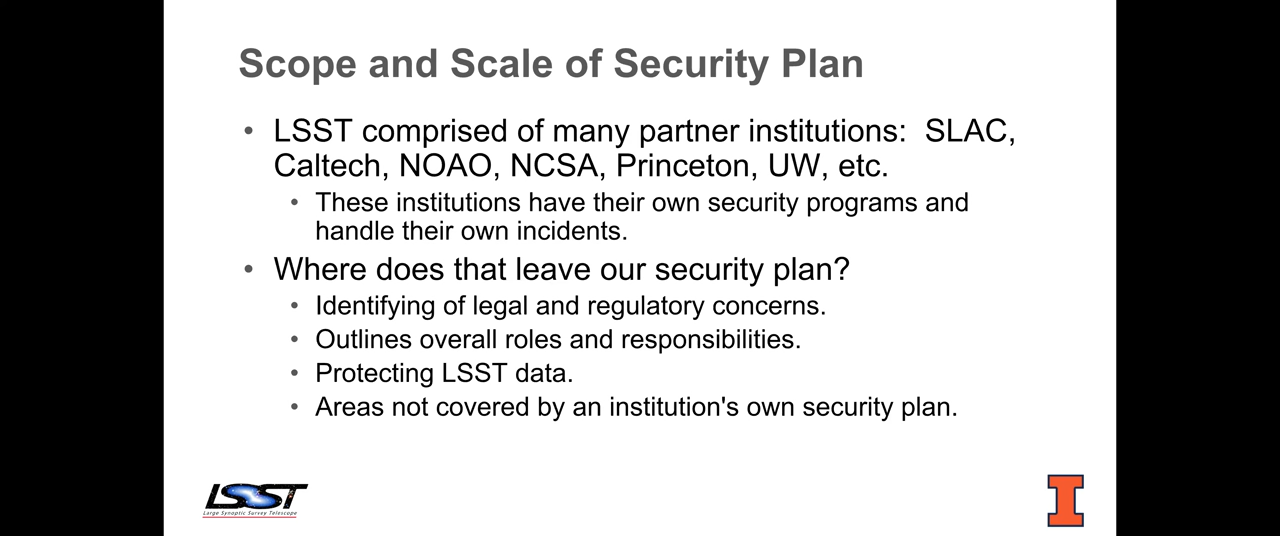 Scope and Scale of Security Plan
• LSST comprised of many partner institutions:  SLAC,
Caltech, NOAO, NCSA, Princeton, UW, etc.
• These institutions have their own security programs and
handle their own incidents.
• Where does that leave our security plan?
• Identifying of legal and regulatory concerns.
• Outlines overall roles and responsibilities.
• Protecting LSST data.
• Areas not covered by an institution's own security plan.
LSST
Large Synoptic Survey Telescope
I